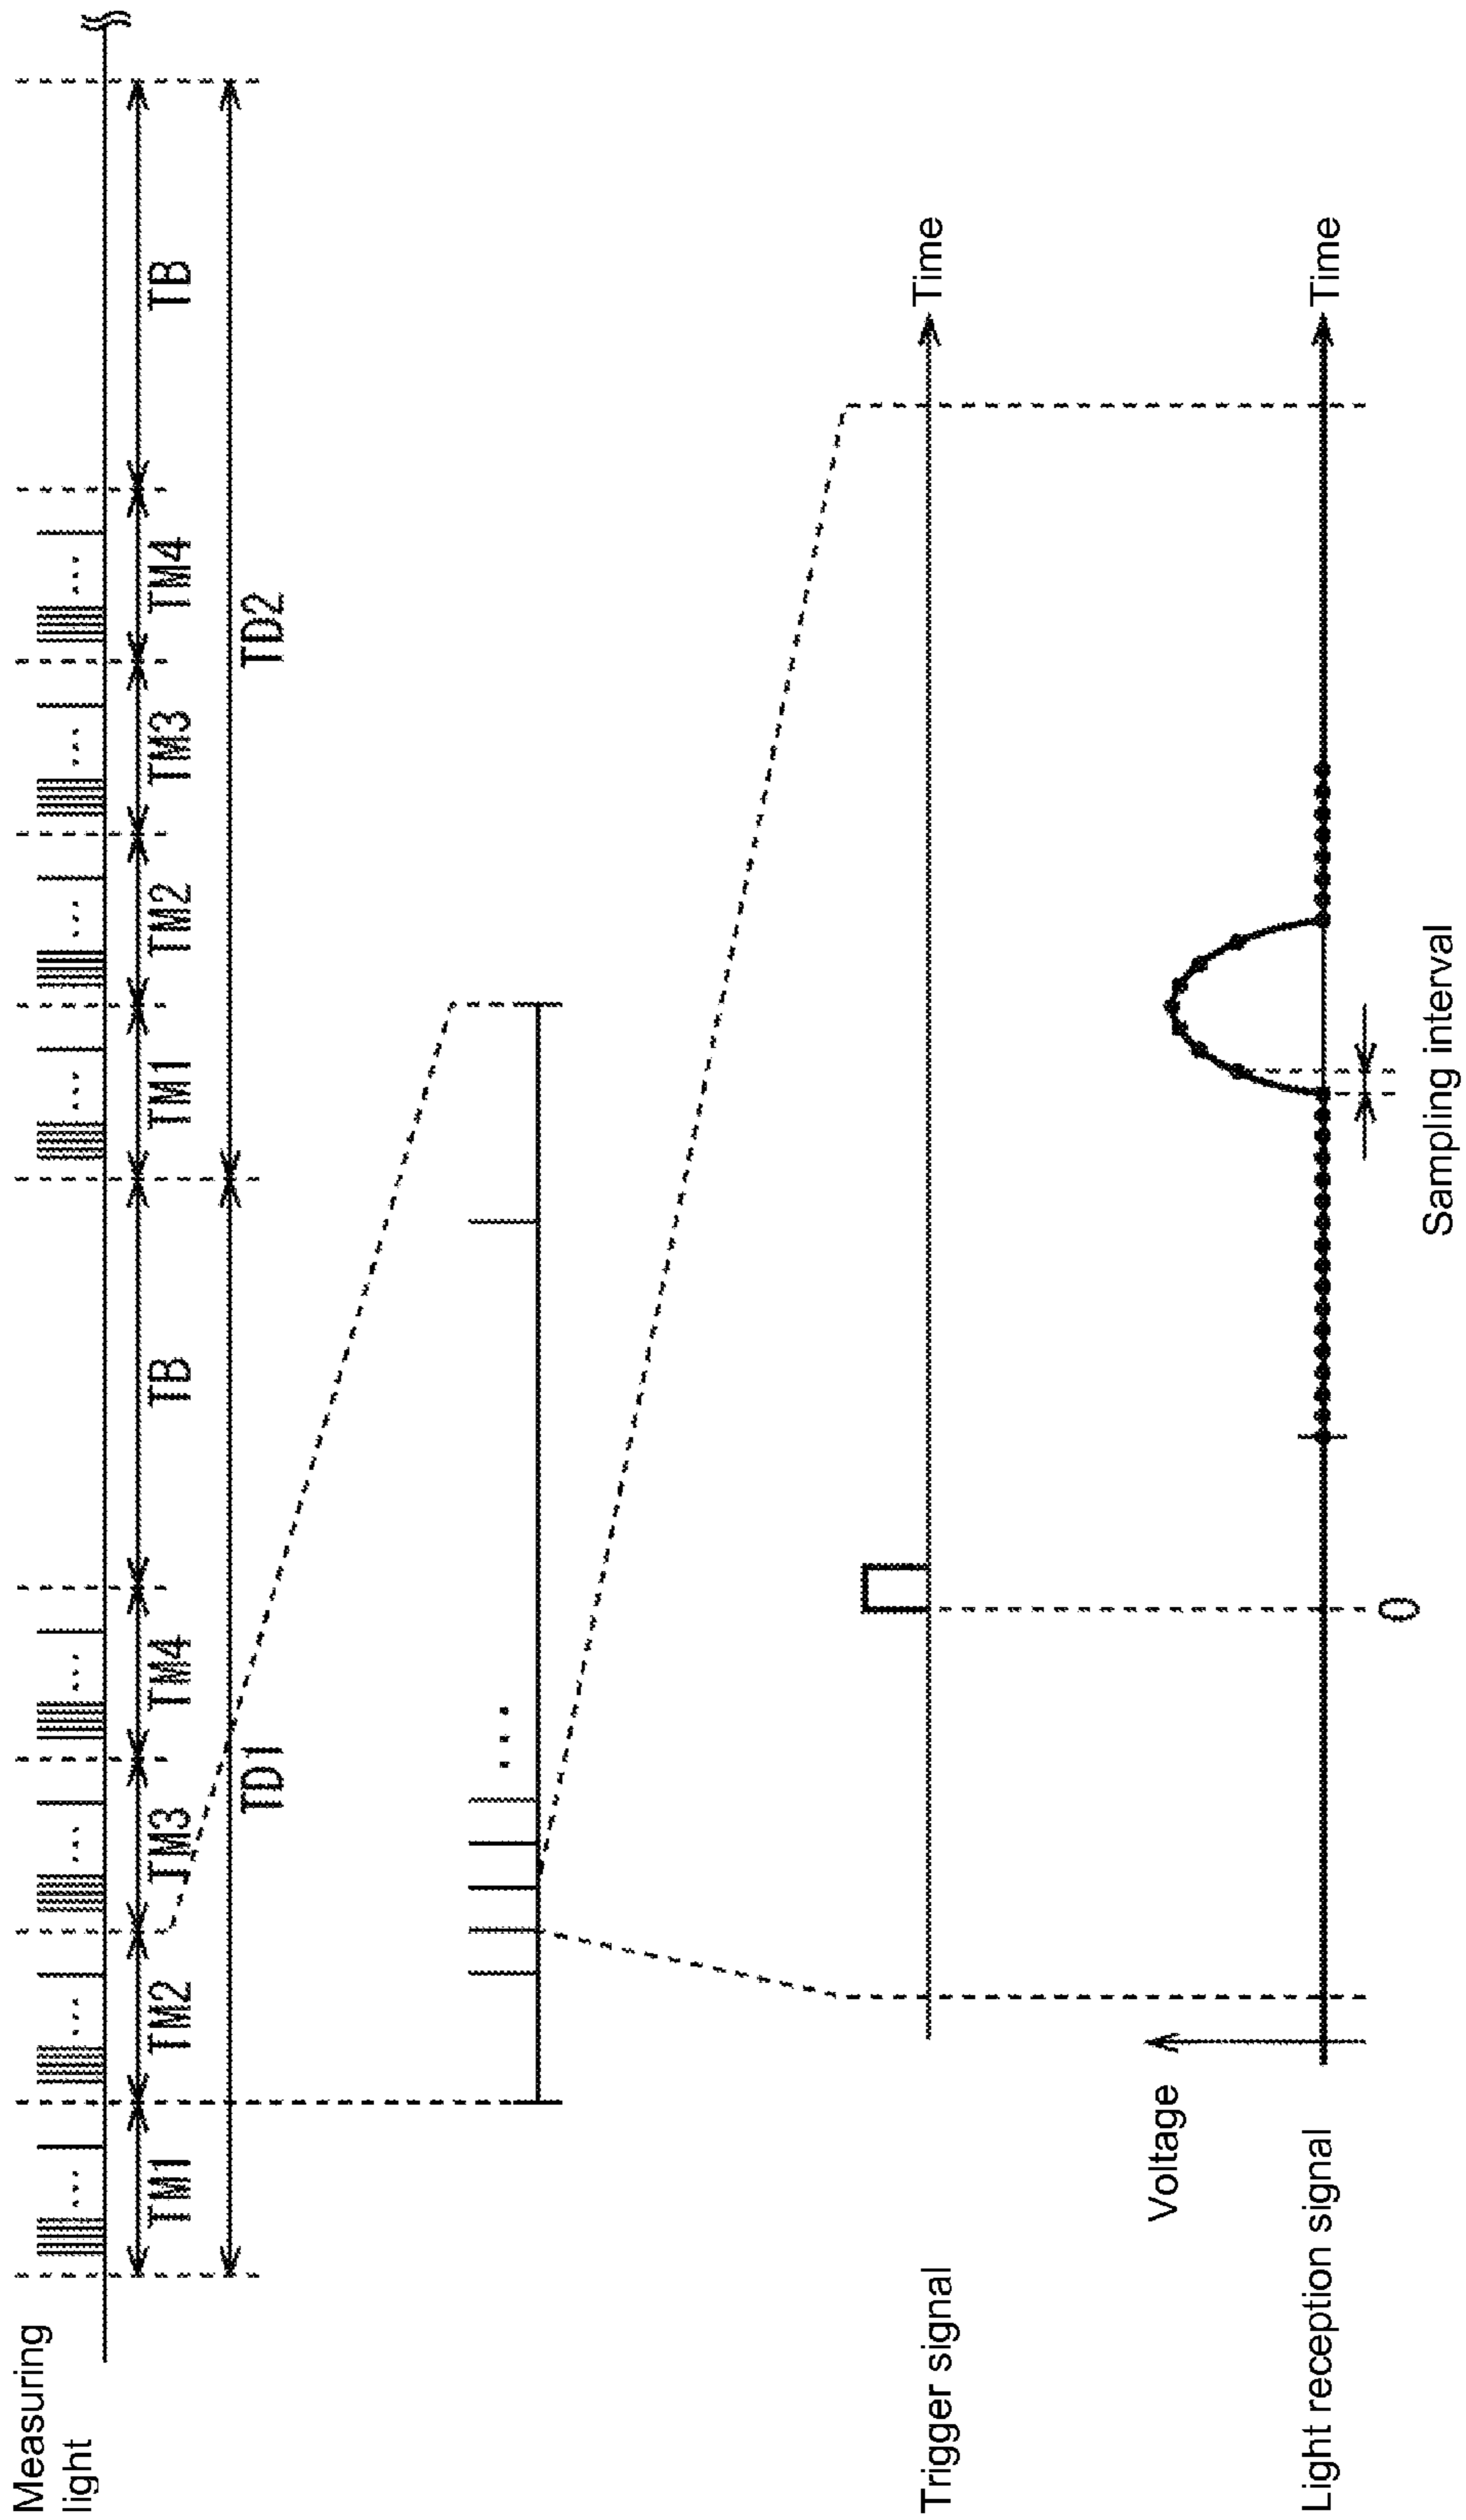 Measuring
light
TM1
TM2
TM3
TM4
TB
TM1
TM2
TM3
TM4
TB
TD1
TD2
Trigger signal
Time
Voltage
Light reception signal
Time
0
Sampling interval